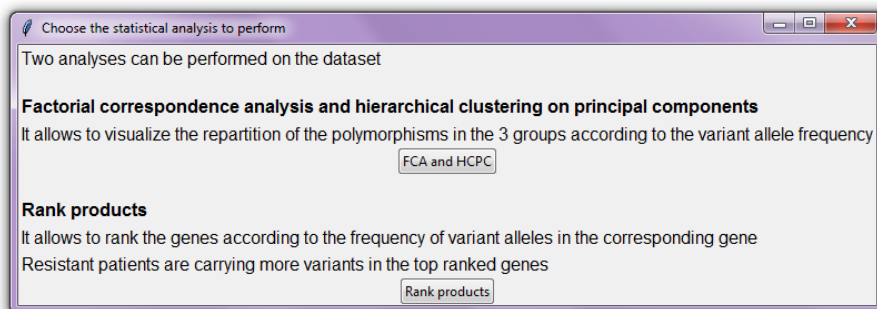 Choose the statistical analysis to perform
Two analyses can be performed on the dataset
Factorial correspondence analysis and hierarchical clustering on principal components
It allows to visualize the repartition of the polymorphisms in the 3 groups according to the variant allele frequency
FCA and HCPC
Rank products
It allows to rank the genes according to the frequency of variant alleles in the corresponding gene
Resistant patients are carrying more variants in the top ranked genes
Rank products